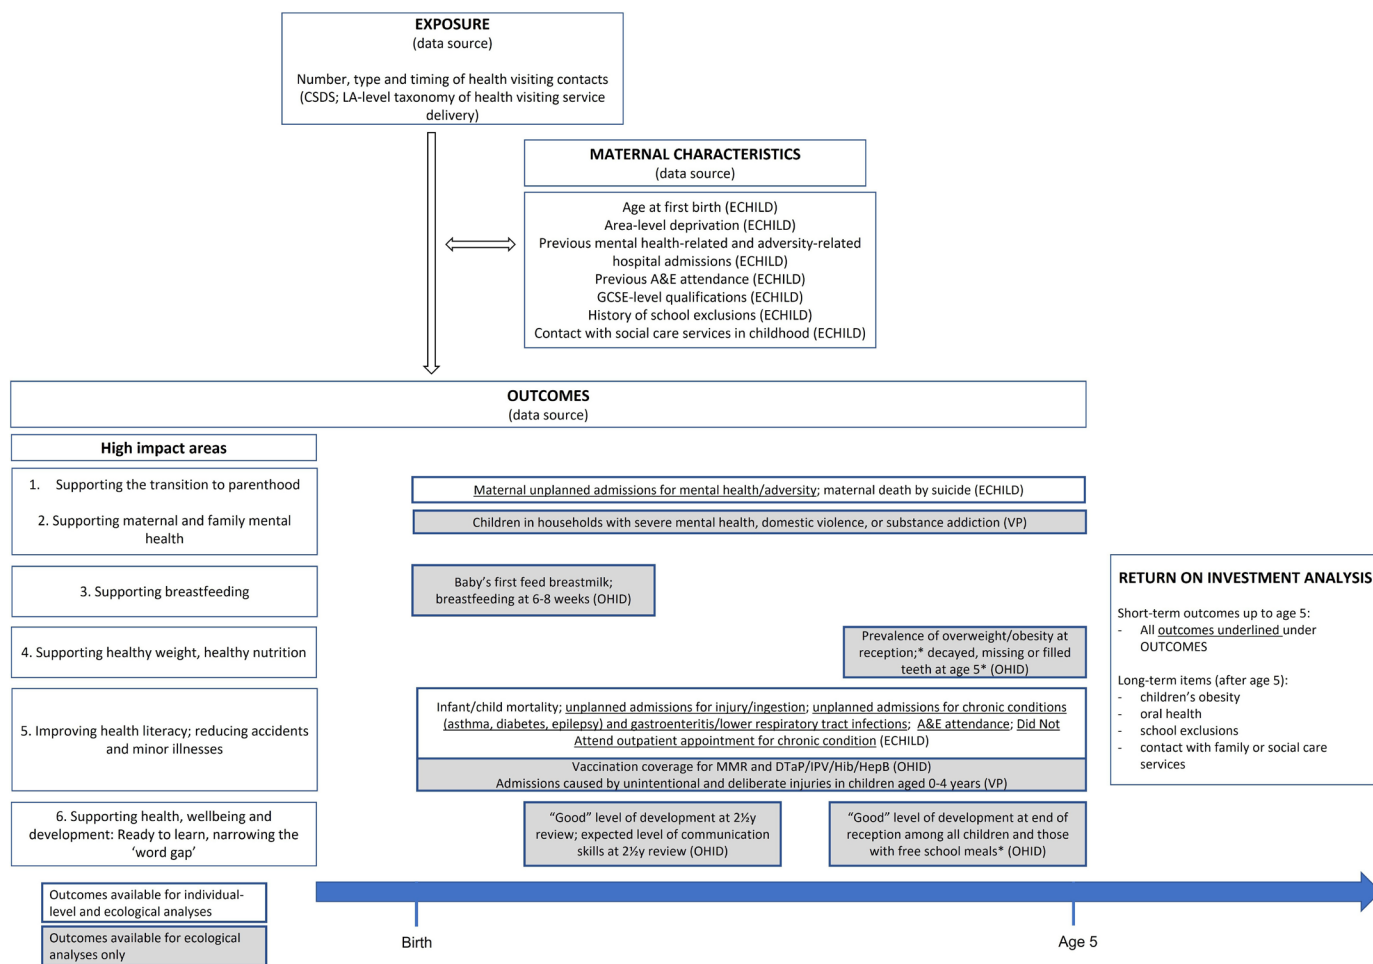 EXPOSURE
(data source)
Number, type and timing of health visiting contacts
(CSDS; LA-level taxonomy of health visiting service
delivery)
MATERNAL CHARACTERISTICS
(data source)
Age at first birth (ECHILD)
Area-level deprivation (ECHILD)
Previous mental health-related and adversity-related
hospital admissions (ECHILD)
Previous A&E attendance (ECHILD)
GCSE-level qualifications (ECHILD)
History of school exclusions (ECHILD)
Contact with social care services in childhood (ECHILD)
OUTCOMES
(data source)
High impact areas
1. Supporting the transition to parenthood
2. Supporting maternal and family mental
health
Maternal unplanned admissions for mental health/adversity; maternal death by suicide (ECHILD)
Children in households with severe mental health, domestic violence, or substance addiction (VP)
3. Supporting breastfeeding
Baby's first feed breastmilk;
breastfeeding at 6-8 weeks (OHID)
4. Supporting healthy weight, healthy nutrition
Prevalence of overweight/obesity at
reception;* decayed, missing or filled
teeth at age 5* (OHID)
5. Improving health literacy; reducing accidents
and minor illnesses
Infant/child mortality; unplanned admissions for injury/ingestion; unplanned admissions for chronic conditions
(asthma, diabetes, epilepsy) and gastroenteritis/lower respiratory tract infections; A&E attendance; Did Not
Attend outpatient appointment for chronic condition (ECHILD)
Vaccination coverage for MMR and DTaP/IPV/Hib/HepB (OHID)
Admissions caused by unintentional and deliberate injuries in children aged 0-4 years (VP)
6. Supporting health, wellbeing and
development: Ready to learn, narrowing the
'word gap'
"Good" level of development at 2½y
review; expected level of communication
skills at 2½y review (OHID)
"Good" level of development at end of
reception among all children and those
with free school meals* (OHID)
RETURN ON INVESTMENT ANALYSIS
Short-term outcomes up to age 5:
- All outcomes underlined under
OUTCOMES
Long-term items (after age 5):
- children's obesity
- oral health
- school exclusions
- contact with family or social care
services
Outcomes available for individual-
level and ecological analyses
Outcomes available for ecological
analyses only
Birth
Age 5